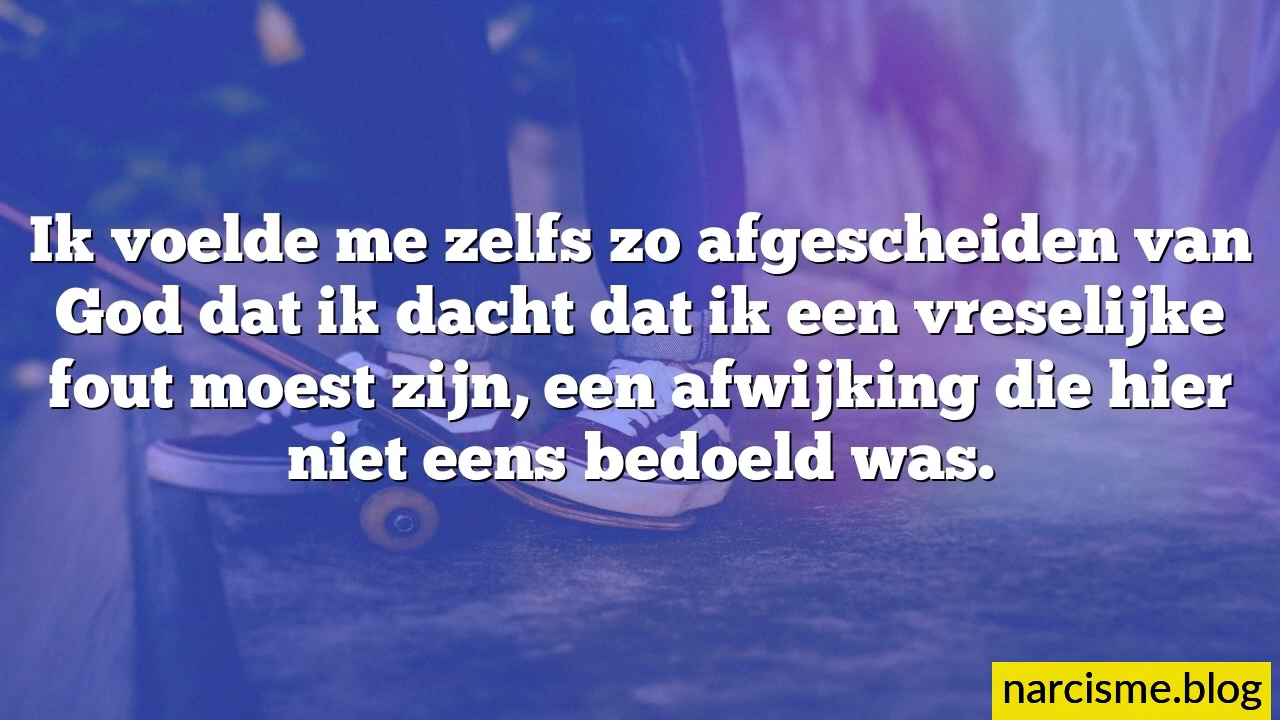 Ik voelde me zelfs zo afgescheiden van
God dat ik dacht dat ik een vreselijke
fout moest zijn, een afwijking die hier
niet eens bedoeld was.
narcisme.blog